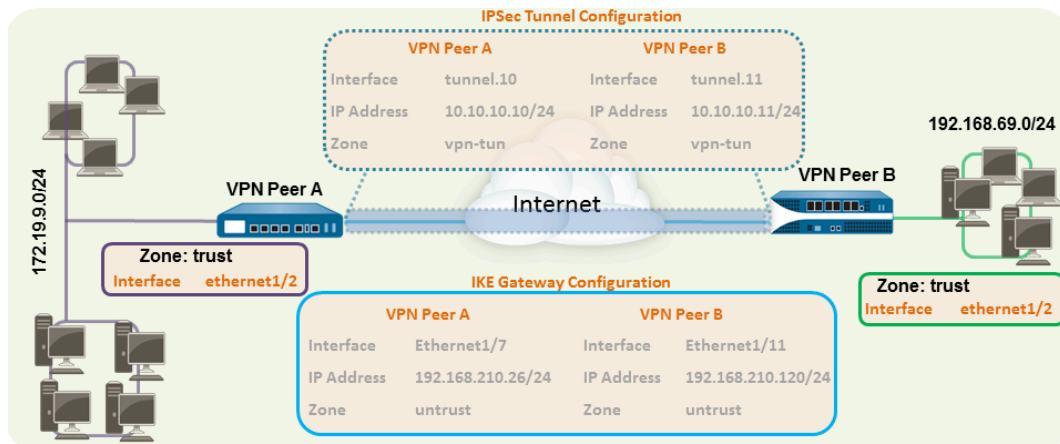 IPSec Tunnel Configuration
VPN Peer A VPN Peer B
Interface tunnel.10 Interface tunnel.11
IP Address 10.10.10.10/24 IP Address 10.10.10.11/24
Zone vpn-tun Zone vpn-tun
172.19.9.0/24
192.168.69.0/24
VPN Peer A
Internet
VPN Peer B
Zone: trust
Interface ethernet1/2
Zone: trust
Interface ethernet1/2
IKE Gateway Configuration
VPN Peer A VPN Peer B
Interface Ethernet1/7 Interface Ethernet1/11
IP Address 192.168.210.26/24 IP Address 192.168.210.120/24
Zone untrust Zone untrust